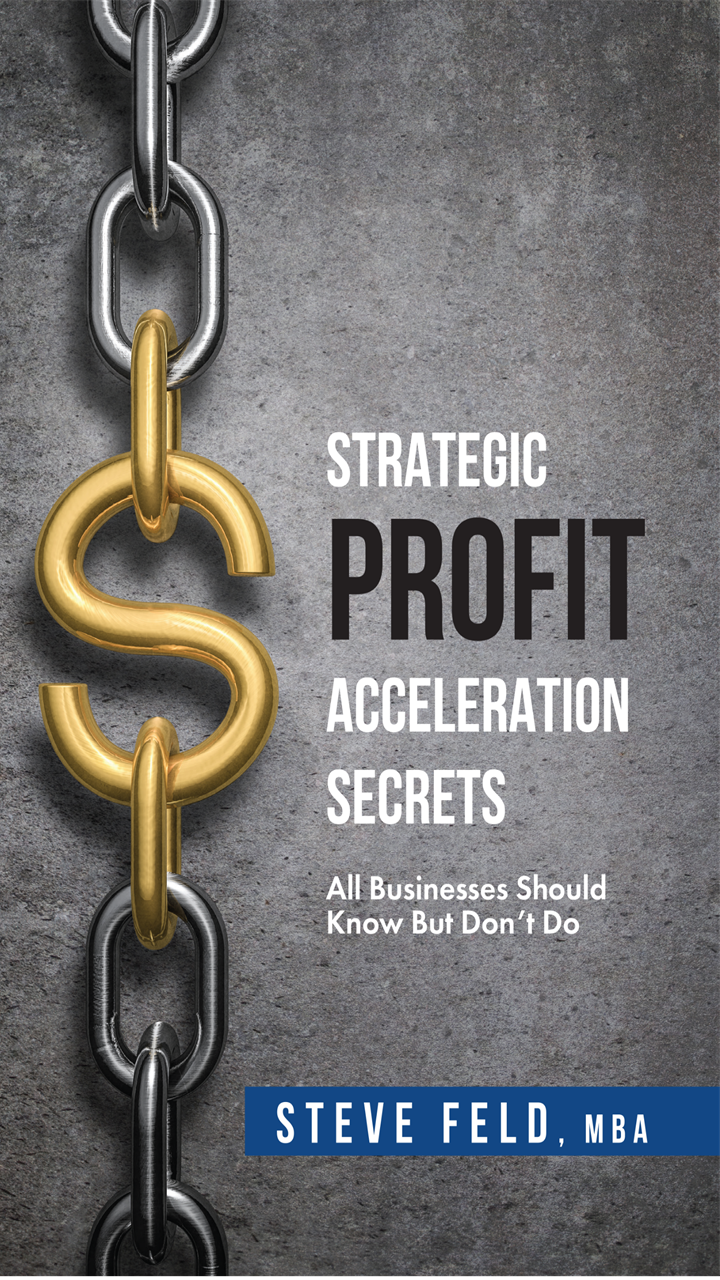 STRATEGIC
PROFIT
ACCELERATION
SECRETS
All Businesses Should
Know But Don't Do
STEVE FELD, MBA